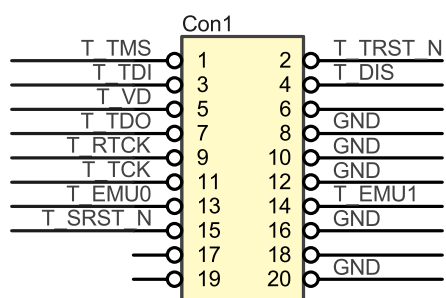 Con1
T_TMS 1 2 T_TRST_N
T_TDI 3 4 T_DIS
T_VD 5 6
T_TDO 7 8 GND
T_RTCK 9 10 GND
T_TCK 11 12 GND
T_EMU0 13 14 T_EMU1
T_SRST_N 15 16 GND
17 18
19 20 GND